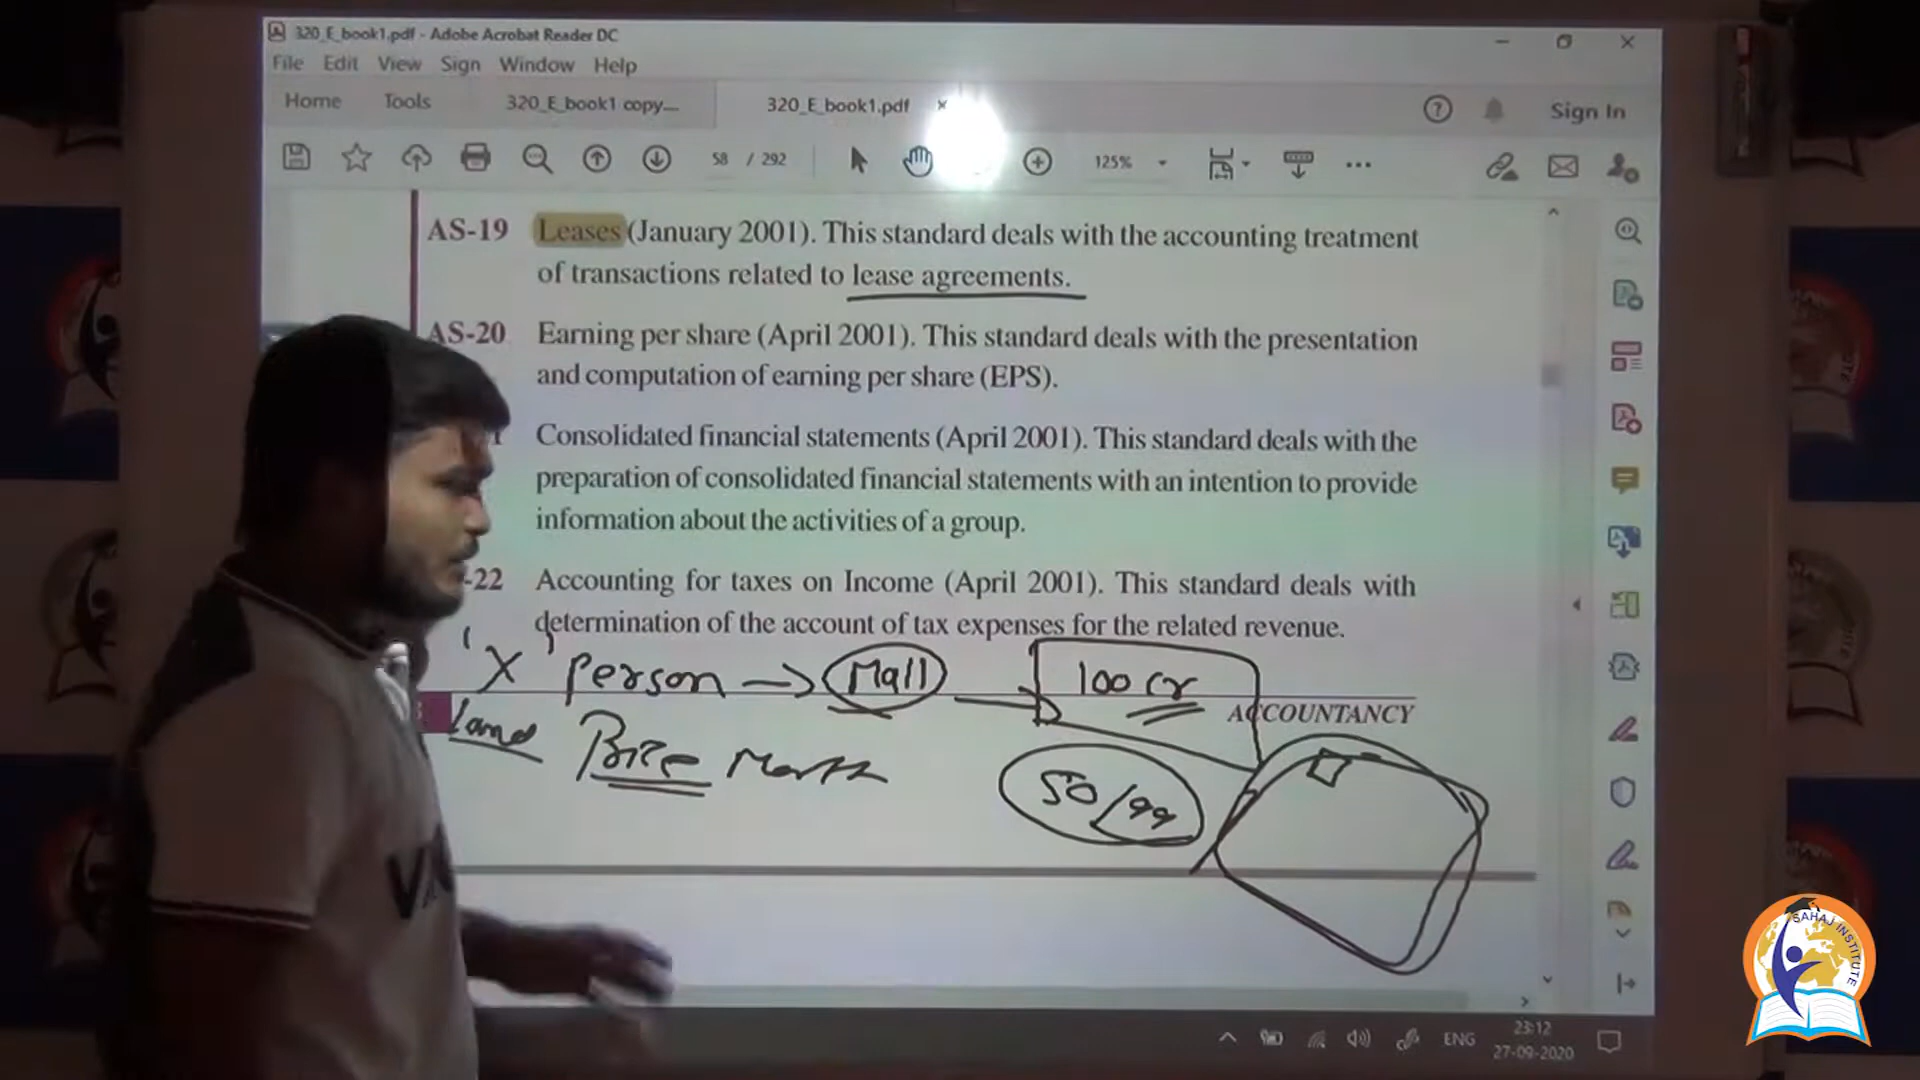 320_E_book1.pdf - Adobe Acrobat Reader DC
File Edit View Sign Window Help
Home Tools 320_E_book1 copy.... 320_E_book1.pdf × Sign In
58 / 292 125%
AS-19 Leases (January 2001). This standard deals with the accounting treatment
of transactions related to lease agreements.
AS-20 Earning per share (April 2001). This standard deals with the presentation
and computation of earning per share (EPS).
Consolidated financial statements (April 2001). This standard deals with the
preparation of consolidated financial statements with an intention to provide
information about the activities of a group.
-22 Accounting for taxes on Income (April 2001). This standard deals with
determination of the account of tax expenses for the related revenue.
'X' Person → Mall 100 cr
ACCOUNTANCY
Land
50/99
SAHAJ INSTITUTE
ENG
23:12
27-09-2020